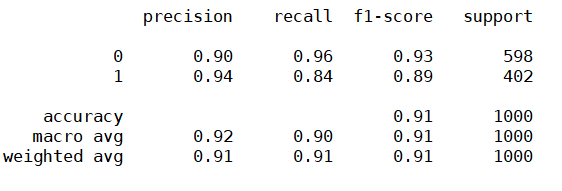 precision recall f1-score support
0 0.90 0.96 0.93 598
1 0.94 0.84 0.89 402
accuracy 0.91 1000
macro avg 0.92 0.90 0.91 1000
weighted avg 0.91 0.91 0.91 1000